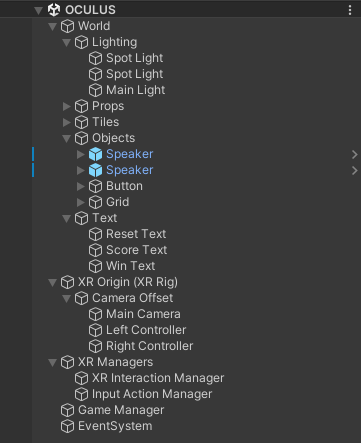 OCULUS
World
Lighting
Spot Light
Spot Light
Main Light
Props
Tiles
Objects
Speaker
Speaker
Button
Grid
Text
Reset Text
Score Text
Win Text
XR Origin (XR Rig)
Camera Offset
Main Camera
Left Controller
Right Controller
XR Managers
XR Interaction Manager
Input Action Manager
Game Manager
EventSystem